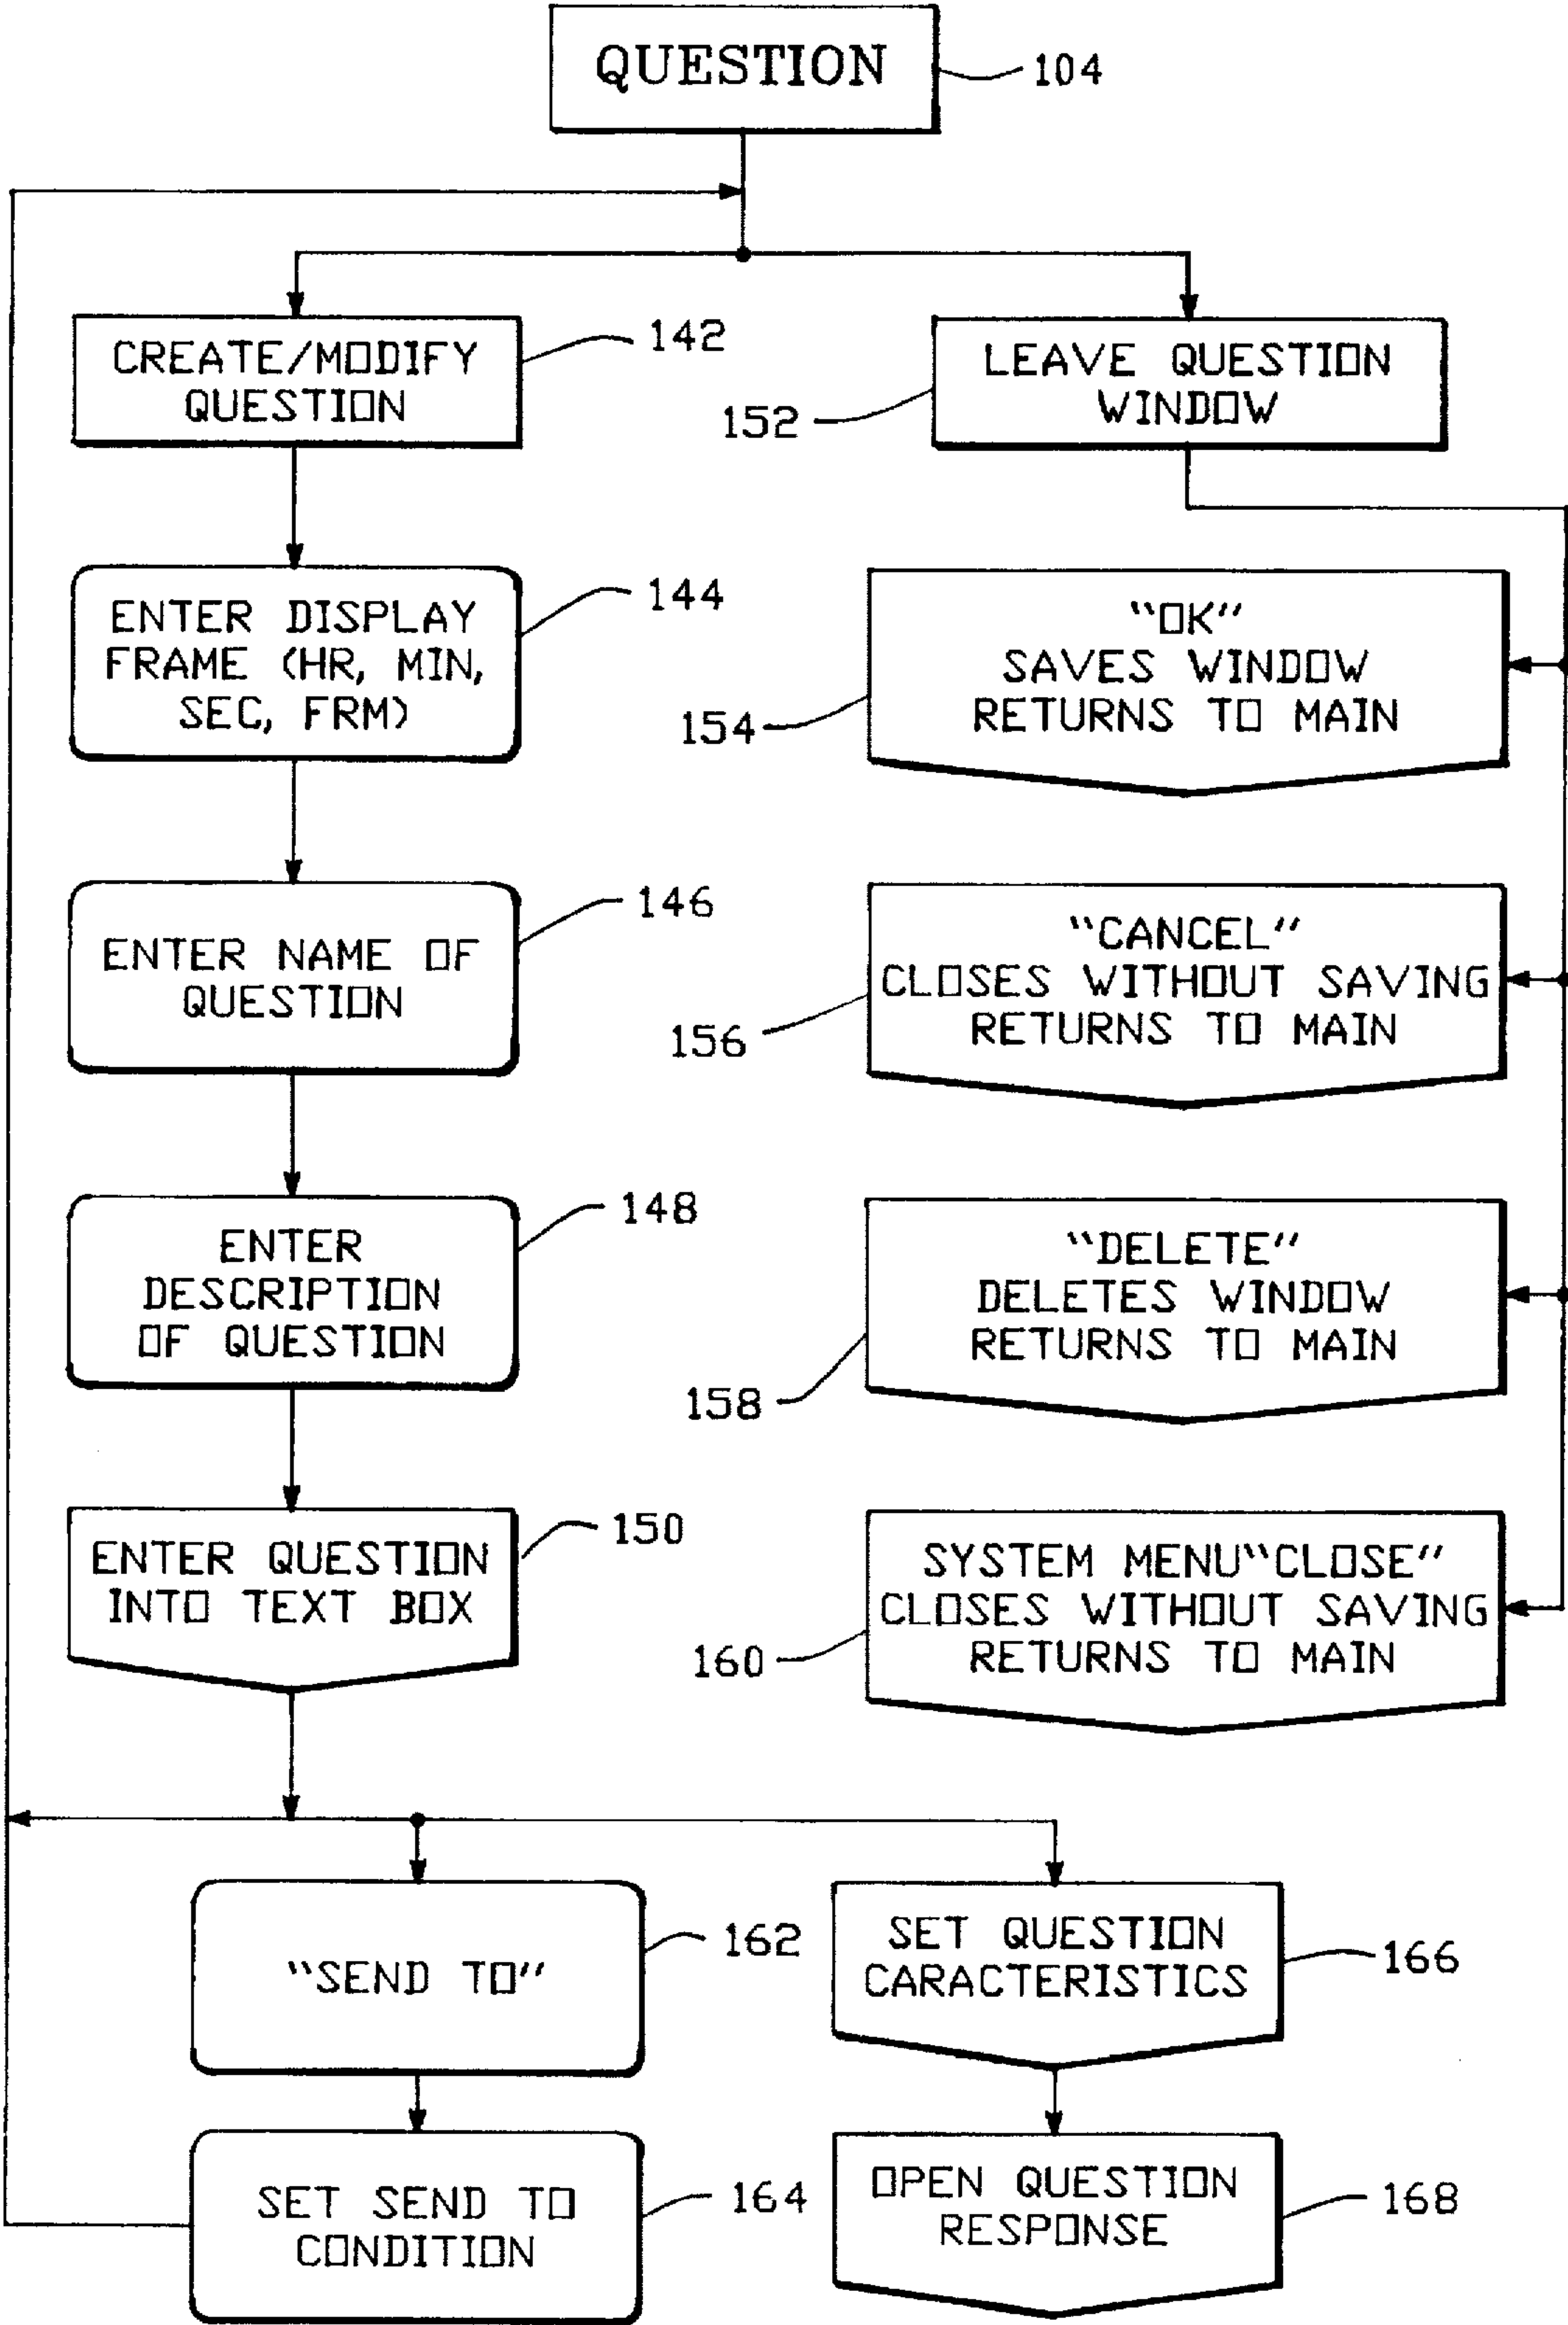 QUESTION
104
CREATE/MODIFY
QUESTION
142
LEAVE QUESTION
WINDOW
152
ENTER DISPLAY
FRAME (HR, MIN,
SEC, FRM)
144
"OK"
SAVES WINDOW
RETURNS TO MAIN
154
ENTER NAME OF
QUESTION
146
"CANCEL"
CLOSES WITHOUT SAVING
RETURNS TO MAIN
156
ENTER
DESCRIPTION
OF QUESTION
148
"DELETE"
DELETES WINDOW
RETURNS TO MAIN
158
ENTER QUESTION
INTO TEXT BOX
150
SYSTEM MENU"CLOSE"
CLOSES WITHOUT SAVING
RETURNS TO MAIN
160
"SEND TO"
162
SET QUESTION
CARACTERISTICS
166
SET SEND TO
CONDITION
164
OPEN QUESTION
RESPONSE
168